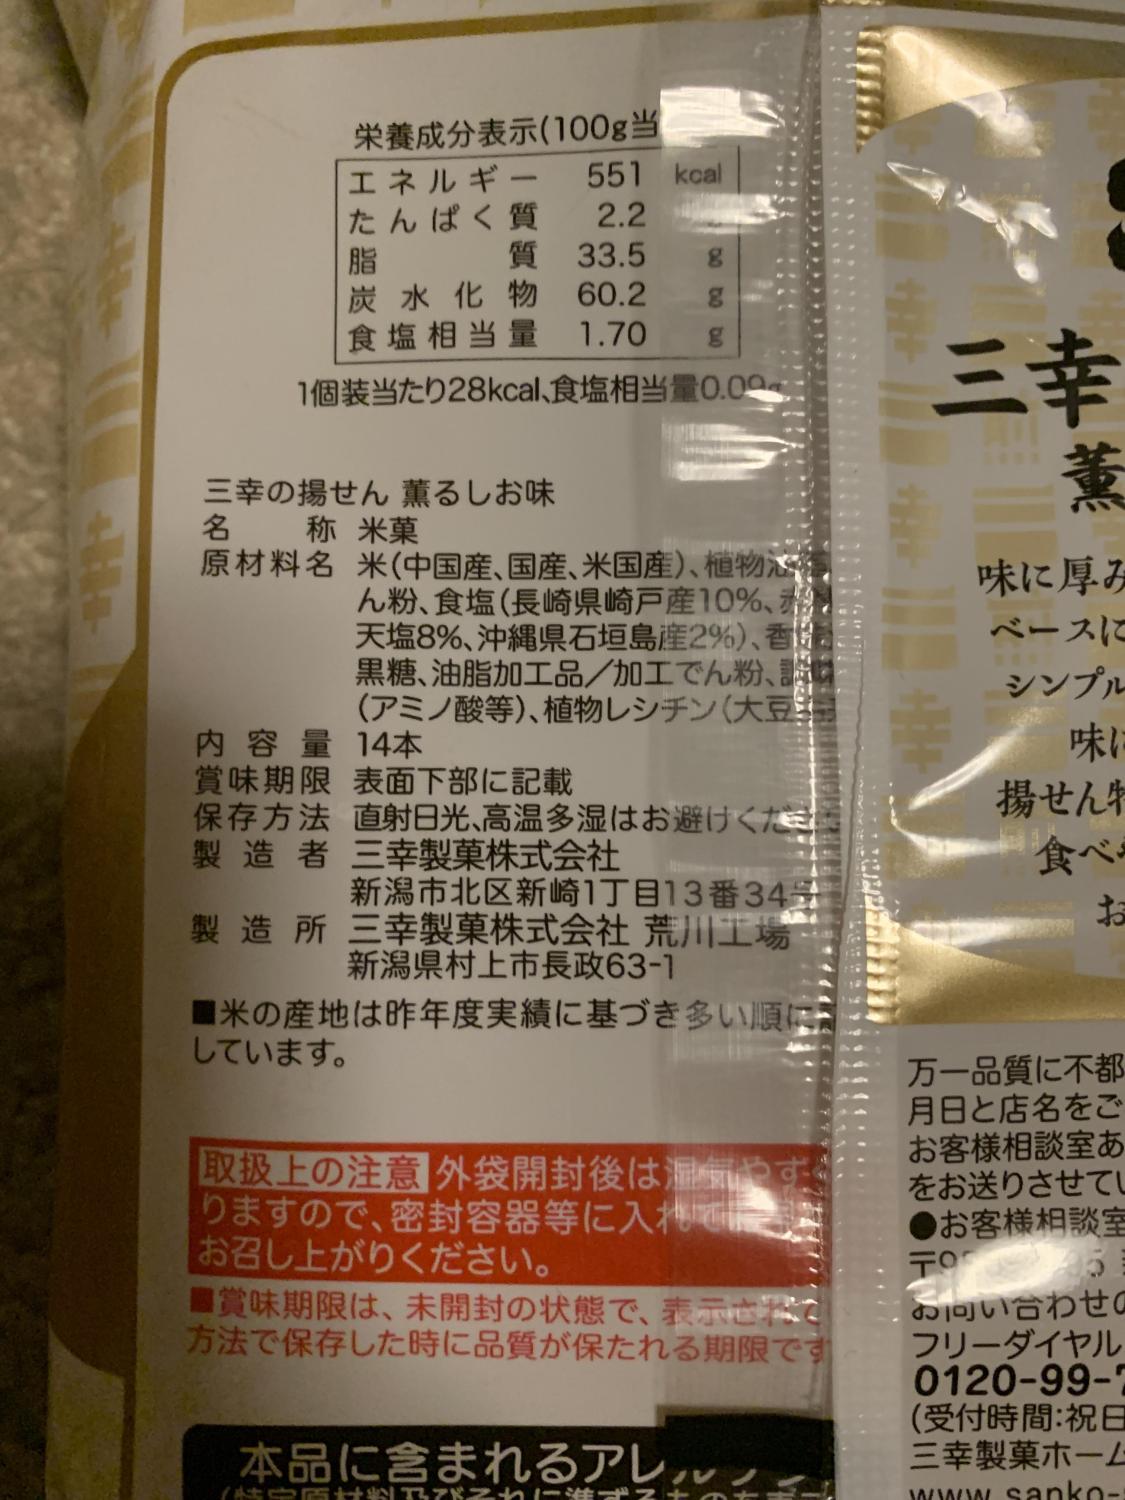 栄養成分表示(100g当
エネルギー 551 kcal
たんぱく質 2.2
脂質 33.5 g
炭水化物 60.2 g
食塩相当量 1.70 g
1個装当たり28kcal、食塩相当量0.09g
三幸の揚せん 薫るしお味
名称 米菓
原材料名 米(中国産、国産、米国産)、植物油
ん粉、食塩(長崎県崎戸産10%、赤
天塩8%、沖縄県石垣島産2%)、香
黒糖、油脂加工品/加工でん粉、調味
(アミノ酸等)、植物レシチン(大豆
内容量 14本
賞味期限 表面下部に記載
保存方法 直射日光、高温多湿はお避けくださ
製造者 三幸製菓株式会社
新潟市北区新崎1丁目13番34号
製造所 三幸製菓株式会社 荒川工場
新潟県村上市長政63-1
■米の産地は昨年度実績に基づき多い順に
しています。
取扱上の注意 外袋開封後は湿気やす
りますので、密封容器等に入れて
お召し上がりください。
■賞味期限は、未開封の状態で、表示されて
方法で保存した時に品質が保たれる期限です
本品に含まれるアレルゲン
三幸
薫
味に厚み
ベースに
シンプル
味に
揚せん特
食べや
お
万一品質に不都
月日と店名をご
お客様相談室あ
をお送りさせてい
●お客様相談室
お問い合わせの
フリーダイヤル
0120-99-7
(受付時間:祝日
三幸製菓ホーム
www.sanko-